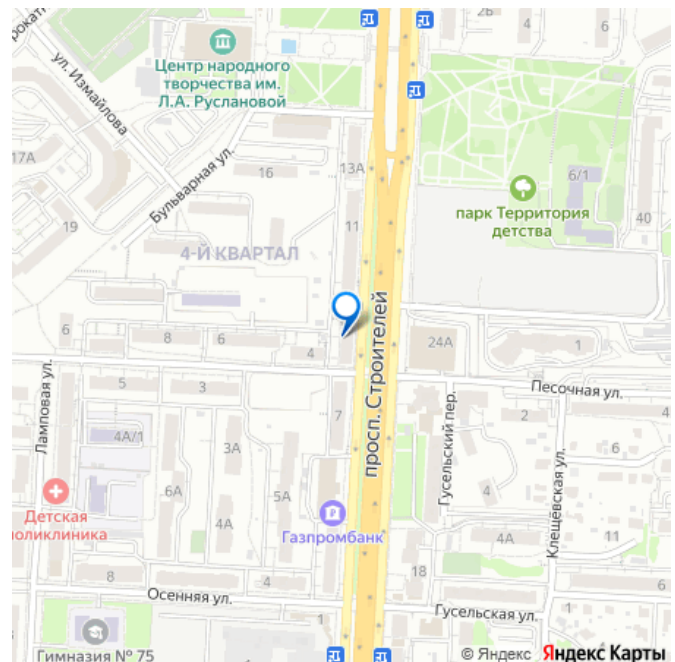 2Б
4
6
Центр народного
творчества им.
Л.А. Руслановой
ул. Измайлова
17А
13А
16
6/1
Бульварная ул.
парк Территория
детства
40
19
11
4-Й КВАРТАЛ
просп. Строителей
6
8
6
4
24А
1
Ламповая ул.
5
3
7
Песочная ул.
2
Гусельский пер.
6
4А/1
3А
Клещёвская ул.
6А
5А
4
Детская
поликлиника
4А
Газпромбанк
4А
11
8
4
18
6
Осенняя ул.
1
Гусельская ул.
1
Гимназия № 75
© Яндекс Яндекс Карты